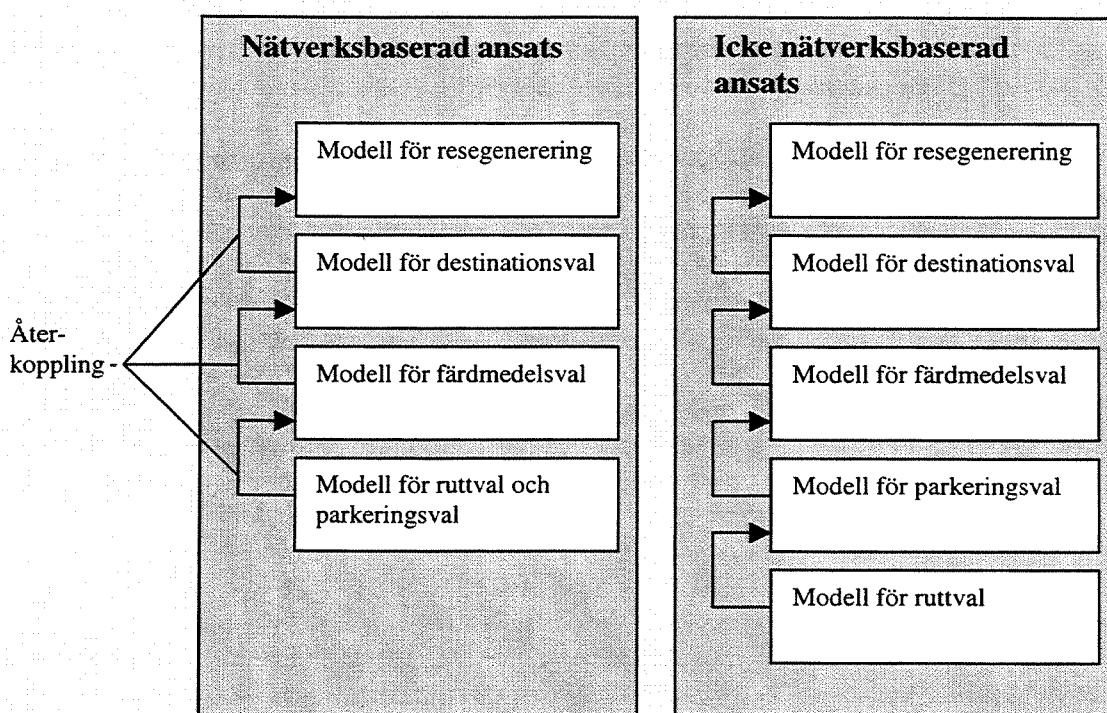 Nätverksbaserad ansats
Modell för resegenerering
Modell för destinationsval
Modell för färdmedelsval
Modell för ruttval och
parkeringsval
Åter-
koppling -
Icke nätverksbaserad
ansats
Modell för resegenerering
Modell för destinationsval
Modell för färdmedelsval
Modell för parkeringsval
Modell för ruttval